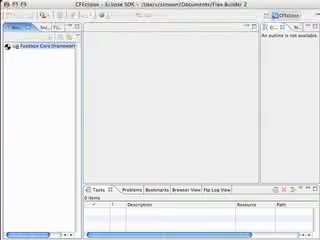 CFEclipse - Eclipse SDK - /Users/simeon/Documents/Flex Builder 2
CFEclipse
Fusebox Core (framework
An outline is not available.
Tasks Problems Bookmarks Browser View Ftp Log View
0 items
! Description Resource Path